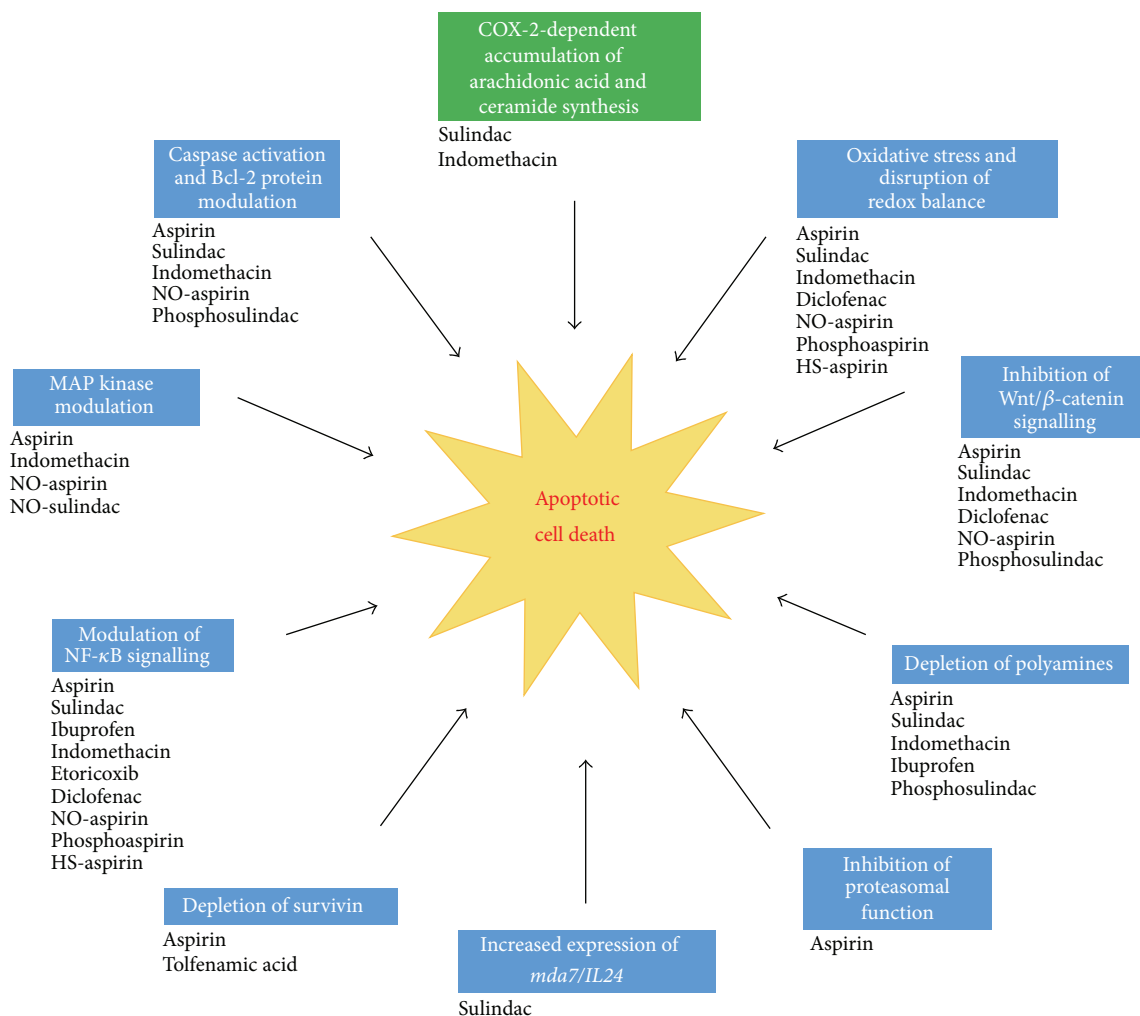 COX-2-dependent
accumulation of
arachidonic acid and
ceramide synthesis
Sulindac
Indomethacin
Caspase activation
and Bcl-2 protein
modulation
Aspirin
Sulindac
Indomethacin
NO-aspirin
Phosphosulindac
Oxidative stress and
disruption of
redox balance
Aspirin
Sulindac
Indomethacin
Diclofenac
NO-aspirin
Phosphoaspirin
HS-aspirin
MAP kinase
modulation
Aspirin
Indomethacin
NO-aspirin
NO-sulindac
Inhibition of
Wnt/β-catenin
signalling
Aspirin
Sulindac
Indomethacin
Diclofenac
NO-aspirin
Phosphosulindac
Apoptotic
cell death
Modulation of
NF-κB signalling
Aspirin
Sulindac
Ibuprofen
Indomethacin
Etoricoxib
Diclofenac
NO-aspirin
Phosphoaspirin
HS-aspirin
Depletion of polyamines
Aspirin
Sulindac
Indomethacin
Ibuprofen
Phosphosulindac
Depletion of survivin
Aspirin
Tolfenamic acid
Increased expression of
mda7/IL24
Sulindac
Inhibition of
proteasomal
function
Aspirin